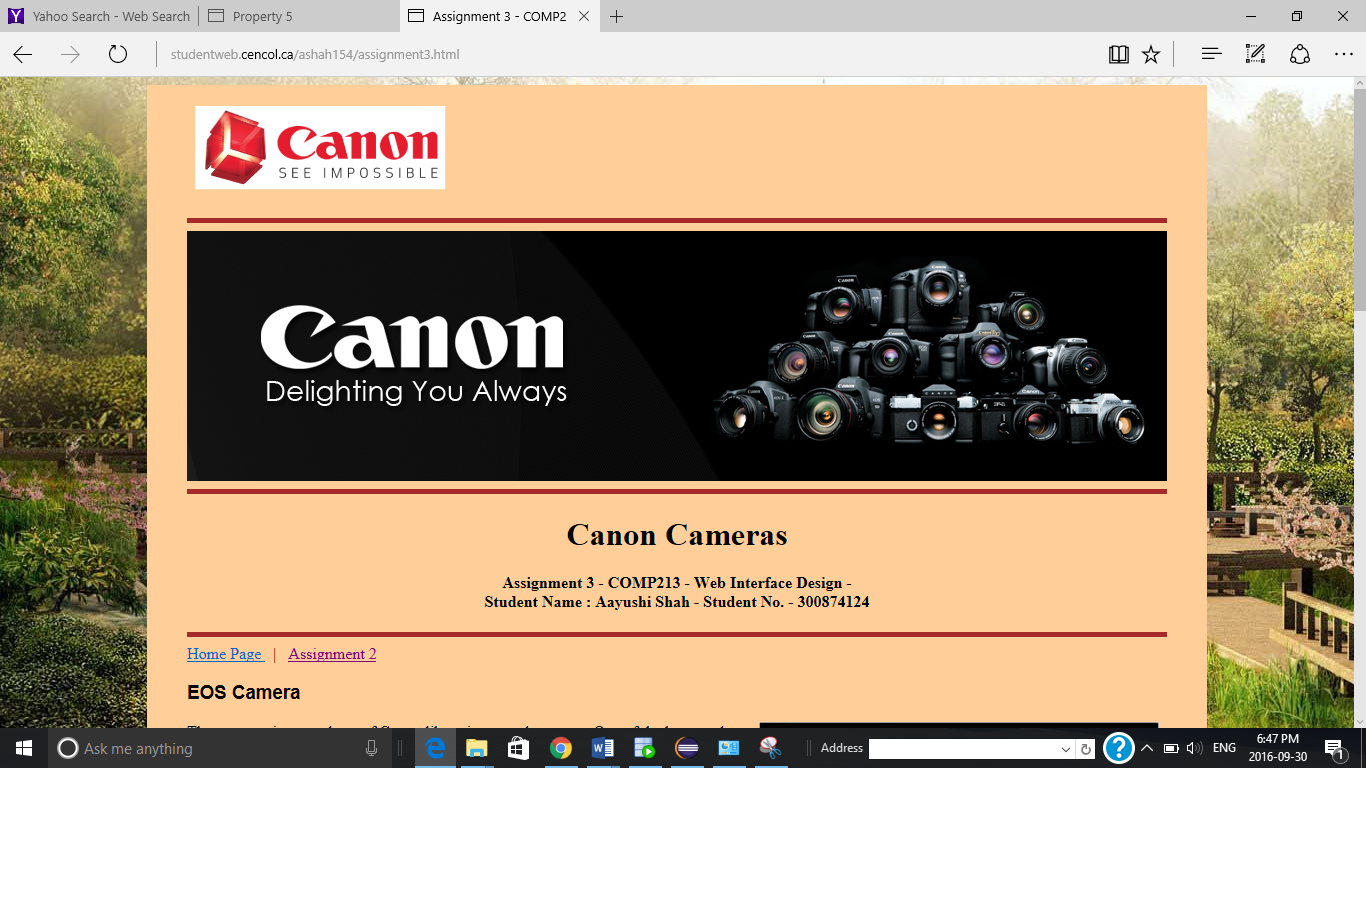 Yahoo Search - Web Search
Property 5
Assignment 3 - COMP2
studentweb.cencol.ca/ashah154/assignment3.html
Canon
SEE IMPOSSIBLE
Canon
Delighting You Always
Canon Cameras
Assignment 3 - COMP213 - Web Interface Design -
Student Name : Aayushi Shah - Student No. - 300874124
Home Page | Assignment 2
EOS Camera
Ask me anything
Address
ENG
6:47 PM
2016-09-30
1